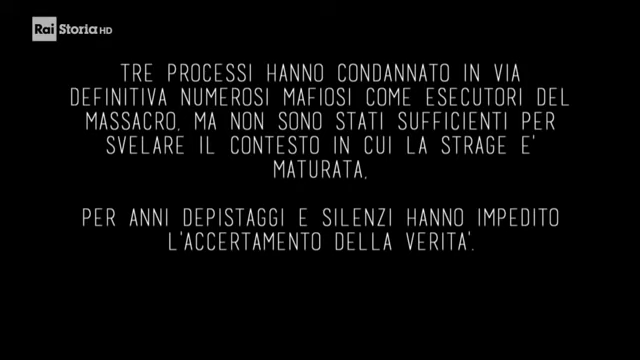 Rai Storia HD
TRE PROCESSI HANNO CONDANNATO IN VIA
DEFINITIVA NUMEROSI MAFIOSI COME ESECUTORI DEL
MASSACRO, MA NON SONO STATI SUFFICIENTI PER
SVELARE IL CONTESTO IN CUI LA STRAGE E'
MATURATA,
PER ANNI DEPISTAGGI E SILENZI HANNO IMPEDITO
L'ACCERTAMENTO DELLA VERITA'.